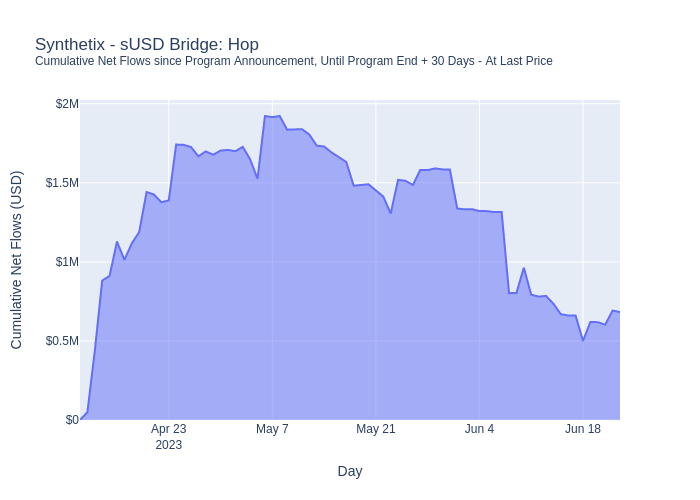 Synthetix - sUSD Bridge: Hop
Cumulative Net Flows since Program Announcement, Until Program End + 30 Days - At Last Price
Cumulative Net Flows (USD)
$2M
$1.5M
$1M
$0.5M
$0
Apr 23
2023
May 7
May 21
Jun 4
Jun 18
Day